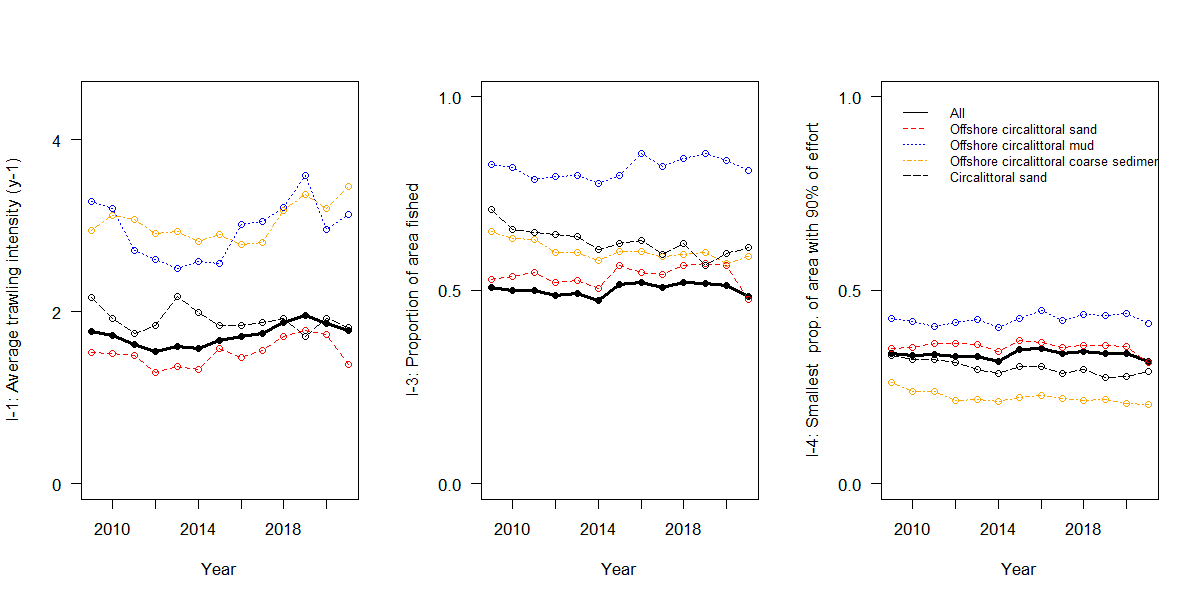 I-1: Average trawling intensity (y-1)
4
2
0
2010 2014 2018
Year
I-3: Proportion of area fished
1.0
0.5
0.0
2010 2014 2018
Year
I-4: Smallest prop. of area with 90% of effort
1.0
0.5
0.0
All
Offshore circalittoral sand
Offshore circalittoral mud
Offshore circalittoral coarse sedimen
Circalittoral sand
2010 2014 2018
Year